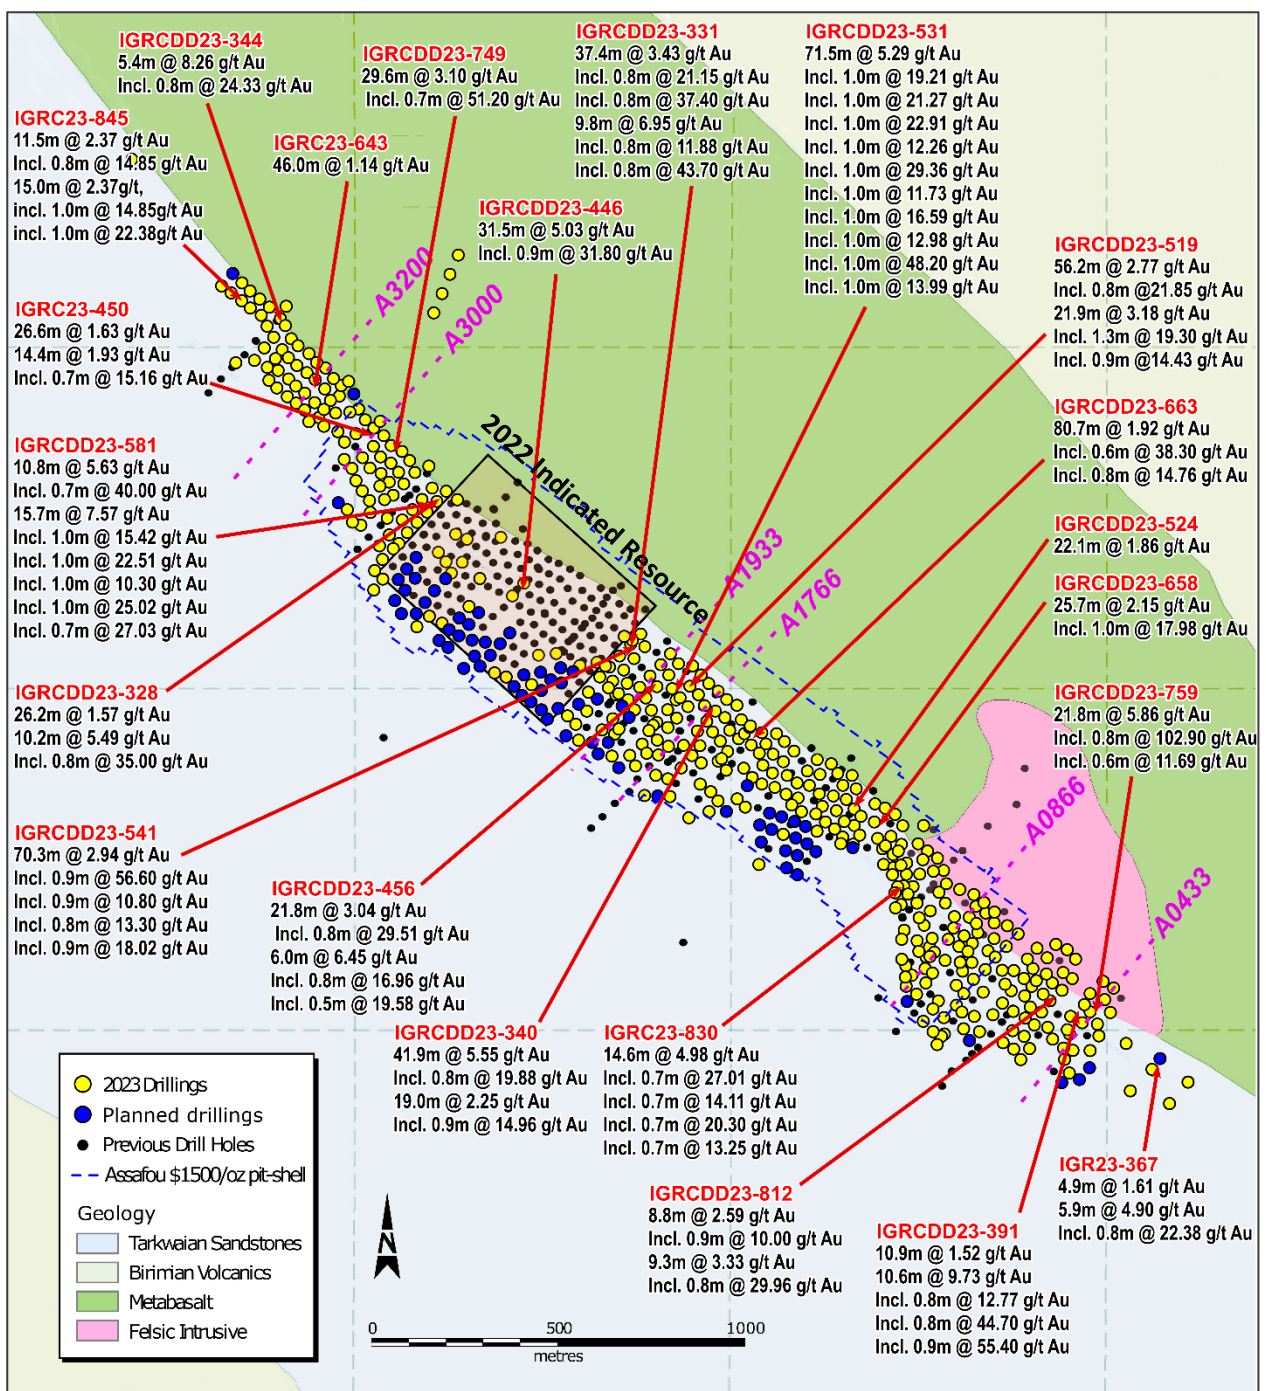 IGRCDD23-344
5.4m @ 8.26 g/t Au
Incl. 0.8m @ 24.33 g/t Au
IGRCDD23-749
29.6m @ 3.10 g/t Au
Incl. 0.7m @ 51.20 g/t Au
IGRCDD23-331
37.4m @ 3.43 g/t Au
Incl. 0.8m @ 21.15 g/t Au
Incl. 0.8m @ 37.40 g/t Au
9.8m @ 6.95 g/t Au
Incl. 0.8m @ 11.88 g/t Au
Incl. 0.8m @ 43.70 g/t Au
IGRCDD23-531
71.5m @ 5.29 g/t Au
Incl. 1.0m @ 19.21 g/t Au
Incl. 1.0m @ 21.27 g/t Au
Incl. 1.0m @ 22.91 g/t Au
Incl. 1.0m @ 12.26 g/t Au
Incl. 1.0m @ 29.36 g/t Au
Incl. 1.0m @ 11.73 g/t Au
Incl. 1.0m @ 16.59 g/t Au
Incl. 1.0m @ 12.98 g/t Au
Incl. 1.0m @ 48.20 g/t Au
Incl. 1.0m @ 13.99 g/t Au
IGRC23-845
11.5m @ 2.37 g/t Au
Incl. 0.8m @ 14.85 g/t Au
15.0m @ 2.37g/t,
incl. 1.0m @ 14.85g/t Au
incl. 1.0m @ 22.38g/t Au
IGRC23-643
46.0m @ 1.14 g/t Au
IGRCDD23-446
31.5m @ 5.03 g/t Au
Incl. 0.9m @ 31.80 g/t Au
IGRCDD23-519
56.2m @ 2.77 g/t Au
Incl. 0.8m @21.85 g/t Au
21.9m @ 3.18 g/t Au
Incl. 1.3m @ 19.30 g/t Au
Incl. 0.9m @14.43 g/t Au
A3200
A3000
IGRC23-450
26.6m @ 1.63 g/t Au
14.4m @ 1.93 g/t Au
Incl. 0.7m @ 15.16 g/t Au
IGRCDD23-663
80.7m @ 1.92 g/t Au
Incl. 0.6m @ 38.30 g/t Au
Incl. 0.8m @ 14.76 g/t Au
2022 Indicated Resource
IGRCDD23-581
10.8m @ 5.63 g/t Au
Incl. 0.7m @ 40.00 g/t Au
15.7m @ 7.57 g/t Au
Incl. 1.0m @ 15.42 g/t Au
Incl. 1.0m @ 22.51 g/t Au
Incl. 1.0m @ 10.30 g/t Au
Incl. 1.0m @ 25.02 g/t Au
Incl. 0.7m @ 27.03 g/t Au
IGRCDD23-524
22.1m @ 1.86 g/t Au
A1933
A1766
IGRCDD23-658
25.7m @ 2.15 g/t Au
Incl. 1.0m @ 17.98 g/t Au
IGRCDD23-328
26.2m @ 1.57 g/t Au
10.2m @ 5.49 g/t Au
Incl. 0.8m @ 35.00 g/t Au
IGRCDD23-759
21.8m @ 5.86 g/t Au
Incl. 0.8m @ 102.90 g/t Au
Incl. 0.6m @ 11.69 g/t Au
A0866
A0433
IGRCDD23-541
70.3m @ 2.94 g/t Au
Incl. 0.9m @ 56.60 g/t Au
Incl. 0.9m @ 10.80 g/t Au
Incl. 0.8m @ 13.30 g/t Au
Incl. 0.9m @ 18.02 g/t Au
IGRCDD23-456
21.8m @ 3.04 g/t Au
Incl. 0.8m @ 29.51 g/t Au
6.0m @ 6.45 g/t Au
Incl. 0.8m @ 16.96 g/t Au
Incl. 0.5m @ 19.58 g/t Au
IGRCDD23-340
41.9m @ 5.55 g/t Au
Incl. 0.8m @ 19.88 g/t Au
19.0m @ 2.25 g/t Au
Incl. 0.9m @ 14.96 g/t Au
IGRC23-830
14.6m @ 4.98 g/t Au
Incl. 0.7m @ 27.01 g/t Au
Incl. 0.7m @ 14.11 g/t Au
Incl. 0.7m @ 20.30 g/t Au
Incl. 0.7m @ 13.25 g/t Au
IGRCDD23-812
8.8m @ 2.59 g/t Au
Incl. 0.9m @ 10.00 g/t Au
9.3m @ 3.33 g/t Au
Incl. 0.8m @ 29.96 g/t Au
IGRCDD23-391
10.9m @ 1.52 g/t Au
10.6m @ 9.73 g/t Au
Incl. 0.8m @ 12.77 g/t Au
Incl. 0.8m @ 44.70 g/t Au
Incl. 0.9m @ 55.40 g/t Au
IGR23-367
4.9m @ 1.61 g/t Au
5.9m @ 4.90 g/t Au
Incl. 0.8m @ 22.38 g/t Au
2023 Drillings
Planned drillings
Previous Drill Holes
Assafou $1500/oz pit-shell
Geology
Tarkwaian Sandstones
Birimian Volcanics
Metabasalt
Felsic Intrusive
N
0 500 1000
metres